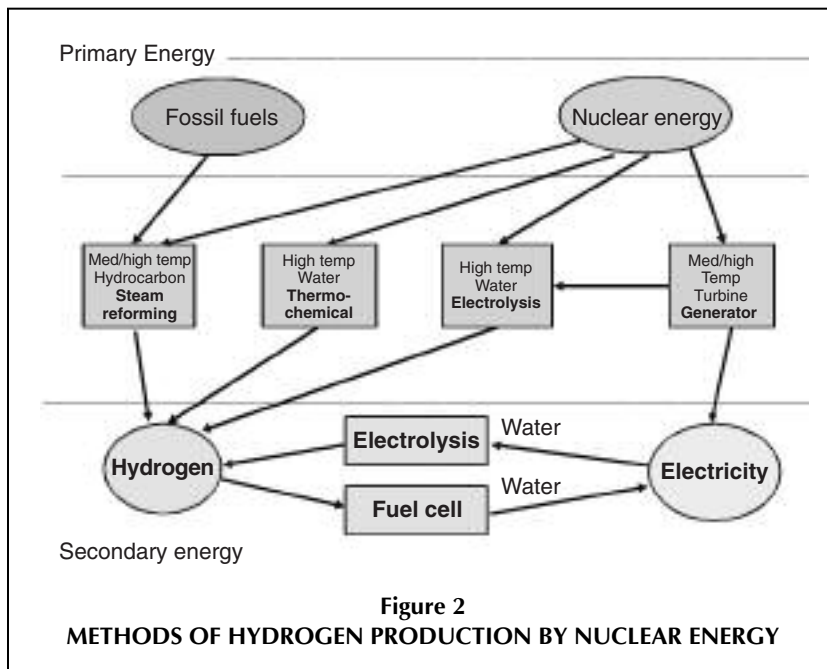 Primary Energy
Fossil fuels
Nuclear energy
Med/high temp
Hydrocarbon
Steam
reforming
High temp
Water
Thermo-
chemical
High temp
Water
Electrolysis
Med/high
Temp
Turbine
Generator
Hydrogen
Electrolysis
Water
Fuel cell
Water
Electricity
Secondary energy
Figure 2
METHODS OF HYDROGEN PRODUCTION BY NUCLEAR ENERGY